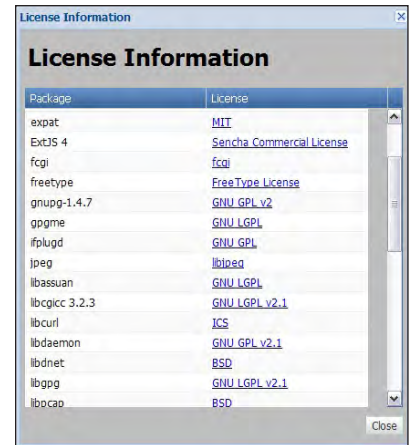 License Information
License Information
Package License
expat MIT
ExtJS 4 Sencha Commercial License
fcgi fcgi
freetype FreeType License
gnupg-1.4.7 GNU GPL v2
gpgme GNU LGPL
ifplugd GNU GPL
jpeg libjpeg
libassuan GNU LGPL
libcgicc 3.2.3 GNU LGPL v2.1
libcurl ICS
libdaemon GNU GPL v2.1
libdnet BSD
libgpg GNU LGPL v2.1
libpcap BSD
Close